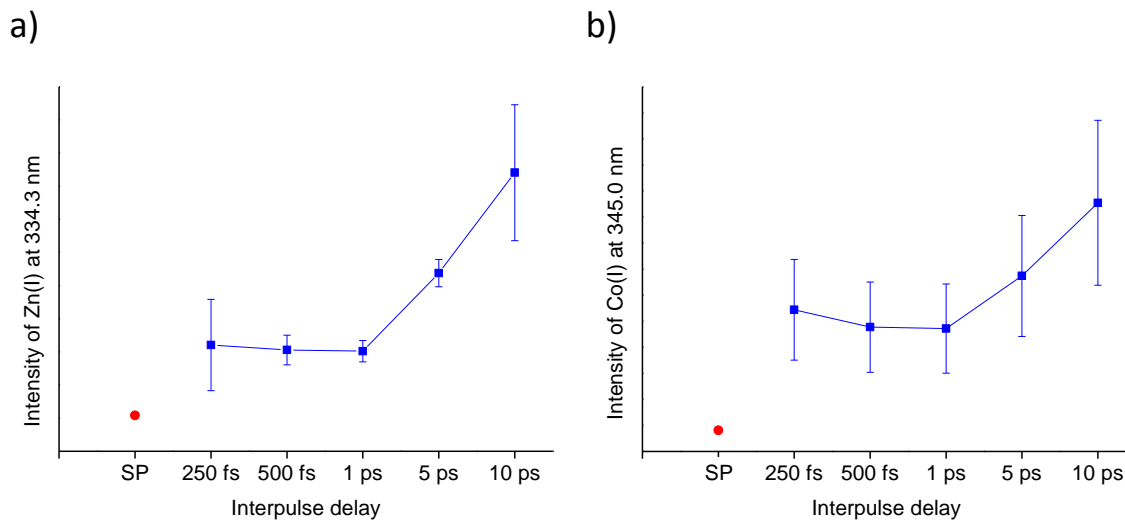 a)
Intensity of Zn(I) at 334.3 nm
SP 250 fs 500 fs 1 ps 5 ps 10 ps
Interpulse delay
b)
Intensity of Co(I) at 345.0 nm
SP 250 fs 500 fs 1 ps 5 ps 10 ps
Interpulse delay